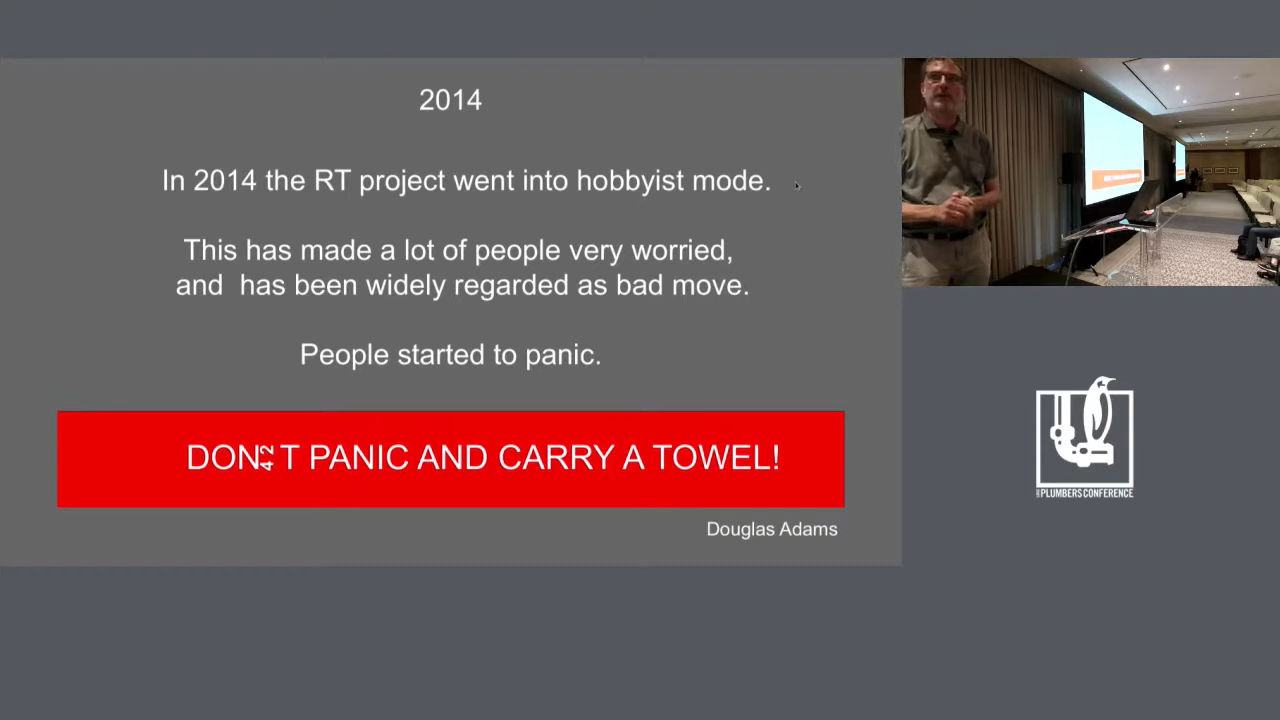 2014
In 2014 the RT project went into hobbyist mode.
This has made a lot of people very worried,
and  has been widely regarded as bad move.
People started to panic.
DON42T PANIC AND CARRY A TOWEL!
Douglas Adams
PLUMBERS CONFERENCE